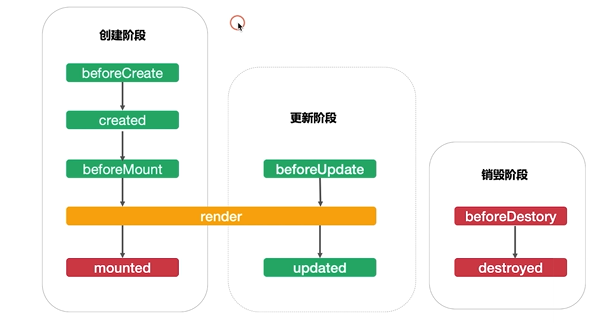 创建阶段
beforeCreate
created
beforeMount
render
mounted
更新阶段
beforeUpdate
updated
销毁阶段
beforeDestory
destroyed